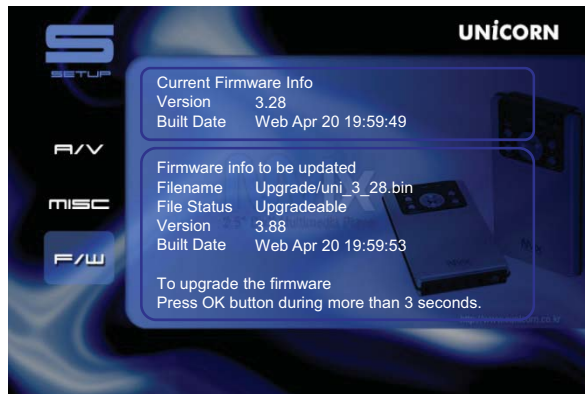 S
SETUP
UNiCORN
A/V
MISC
F/W
Current Firmware Info
Version 3.28
Built Date Web Apr 20 19:59:49
Firmware info to be updated
Filename Upgrade/uni_3_28.bin
File Status Upgradeable
Version 3.88
Built Date Web Apr 20 19:59:53
To upgrade the firmware
Press OK button during more than 3 seconds.